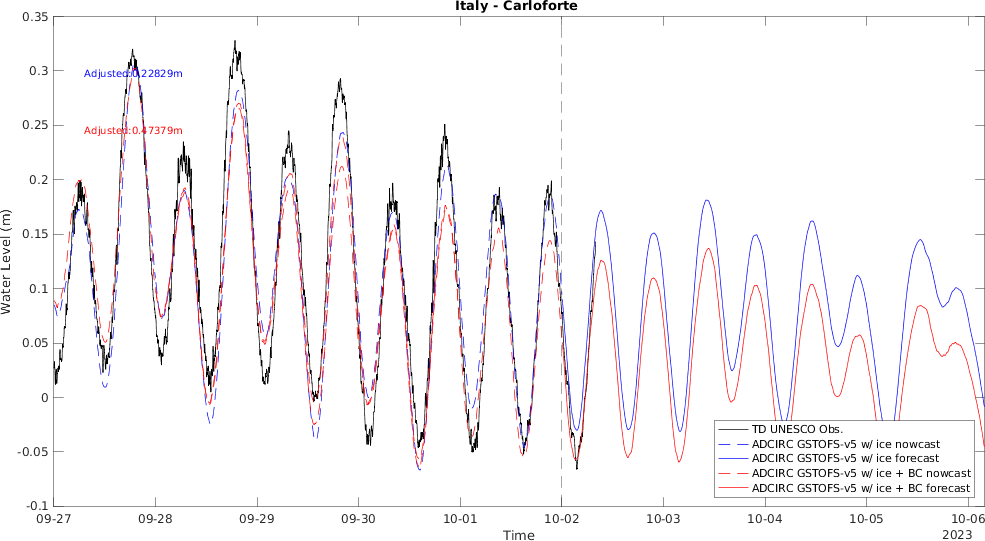 Italy - Carloforte
0.35
0.3
0.25
0.2
0.15
0.1
0.05
0
-0.05
-0.1
Water Level (m)
Adjusted:0.22829m
Adjusted:0.47379m
TD UNESCO Obs.
ADCIRC GSTOFS-v5 w/ ice nowcast
ADCIRC GSTOFS-v5 w/ ice forecast
ADCIRC GSTOFS-v5 w/ ice + BC nowcast
ADCIRC GSTOFS-v5 w/ ice + BC forecast
09-27 09-28 09-29 09-30 10-01 10-02 10-03 10-04 10-05 10-06
Time
2023